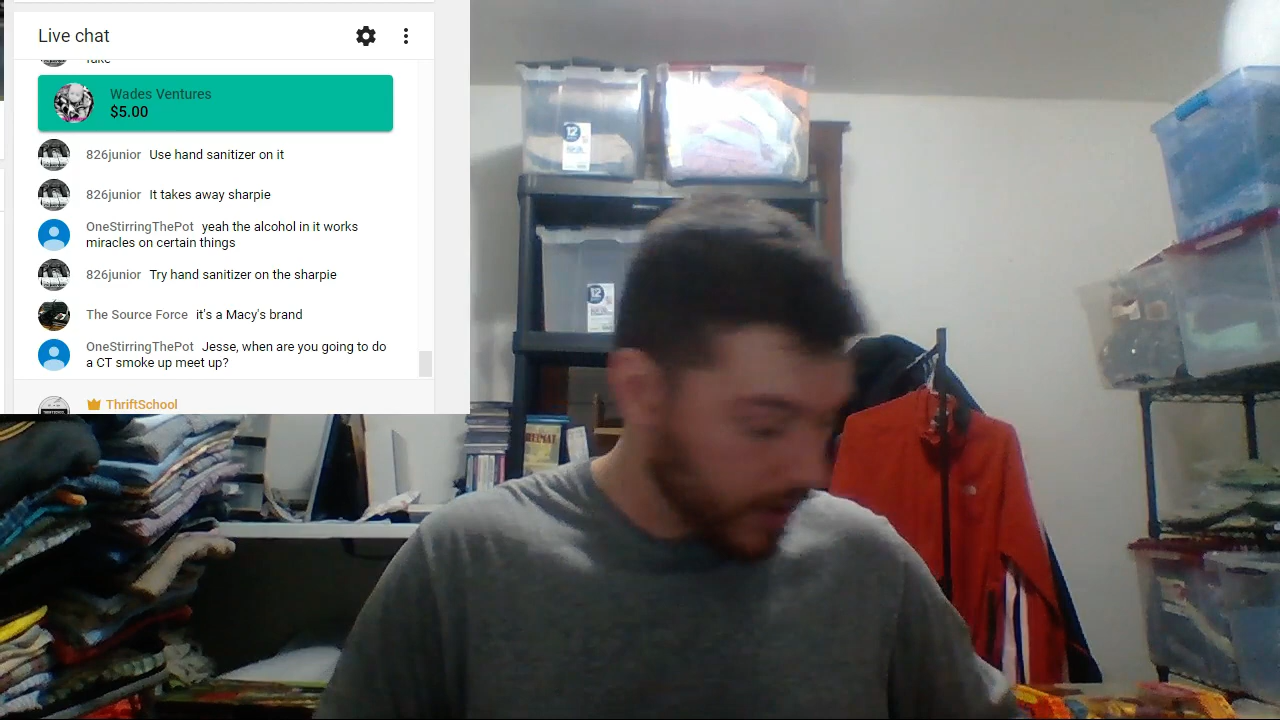 Live chat
Wades Ventures
$5.00
826junior Use hand sanitizer on it
826junior It takes away sharpie
OneStirringThePot yeah the alcohol in it works
miracles on certain things
826junior Try hand sanitizer on the sharpie
The Source Force it's a Macy's brand
OneStirringThePot Jesse, when are you going to do
a CT smoke up meet up?
ThriftSchool
12
12